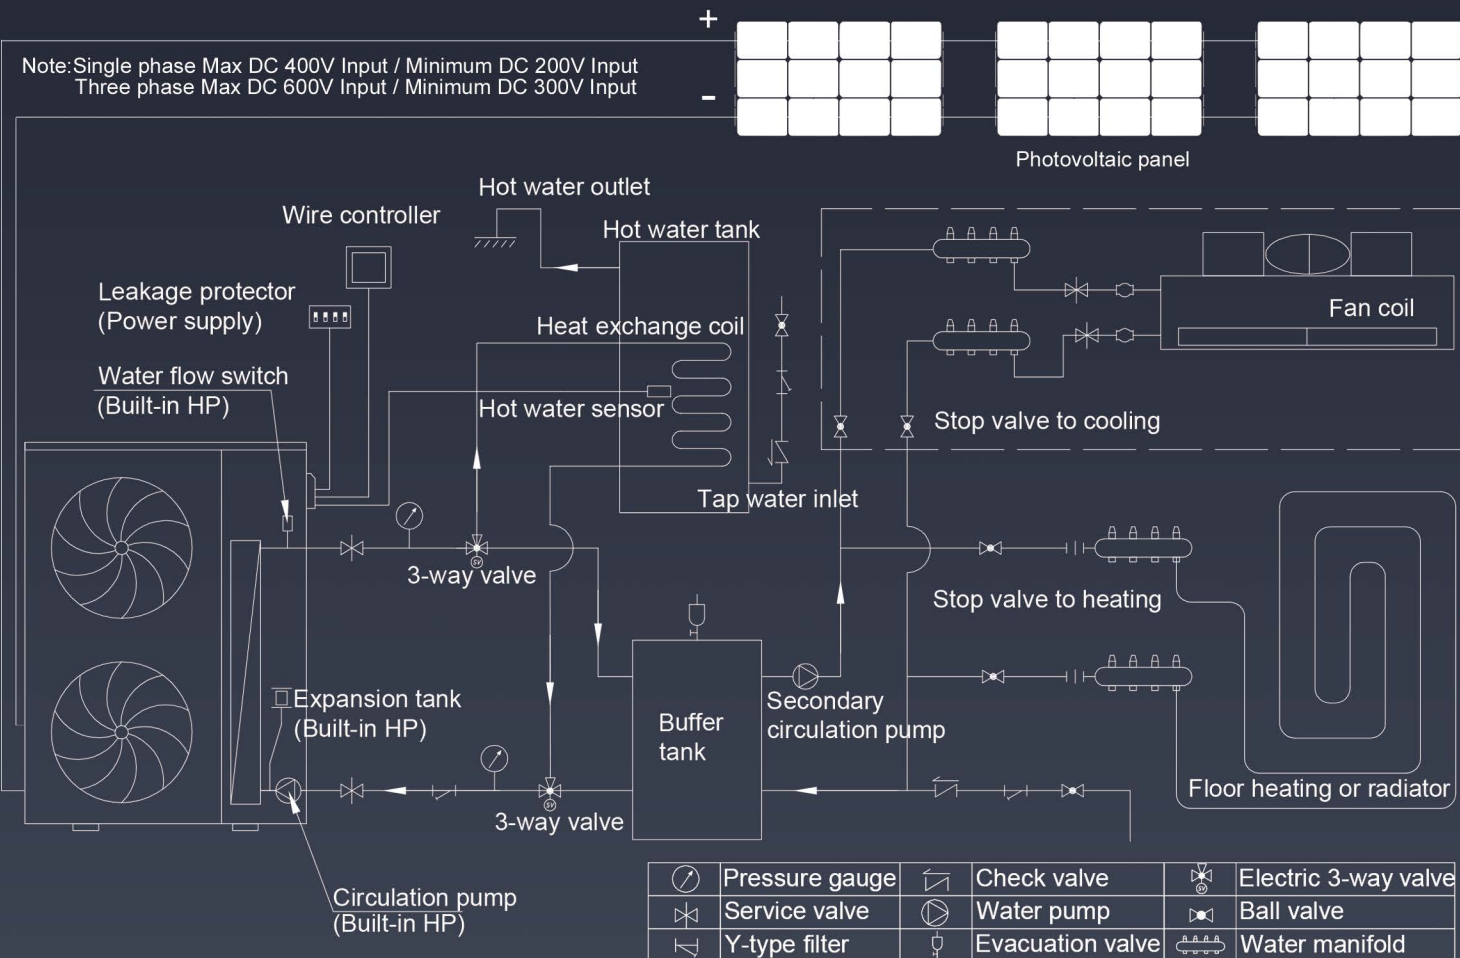 +
Note:Single phase Max DC 400V Input / Minimum DC 200V Input
Three phase Max DC 600V Input / Minimum DC 300V Input
-
Photovoltaic panel
Hot water outlet
Wire controller
Hot water tank
Leakage protector
(Power supply)
Fan coil
Heat exchange coil
Water flow switch
(Built-in HP)
Hot water sensor
Stop valve to cooling
Tap water inlet
SV
3-way valve
Stop valve to heating
Expansion tank
(Built-in HP)
Secondary
circulation pump
Buffer
tank
Floor heating or radiator
SV
3-way valve
Circulation pump
(Built-in HP)
Pressure gauge
Check valve
SV
Electric 3-way valve
Service valve
Water pump
Ball valve
Y-type filter
Evacuation valve
Water manifold